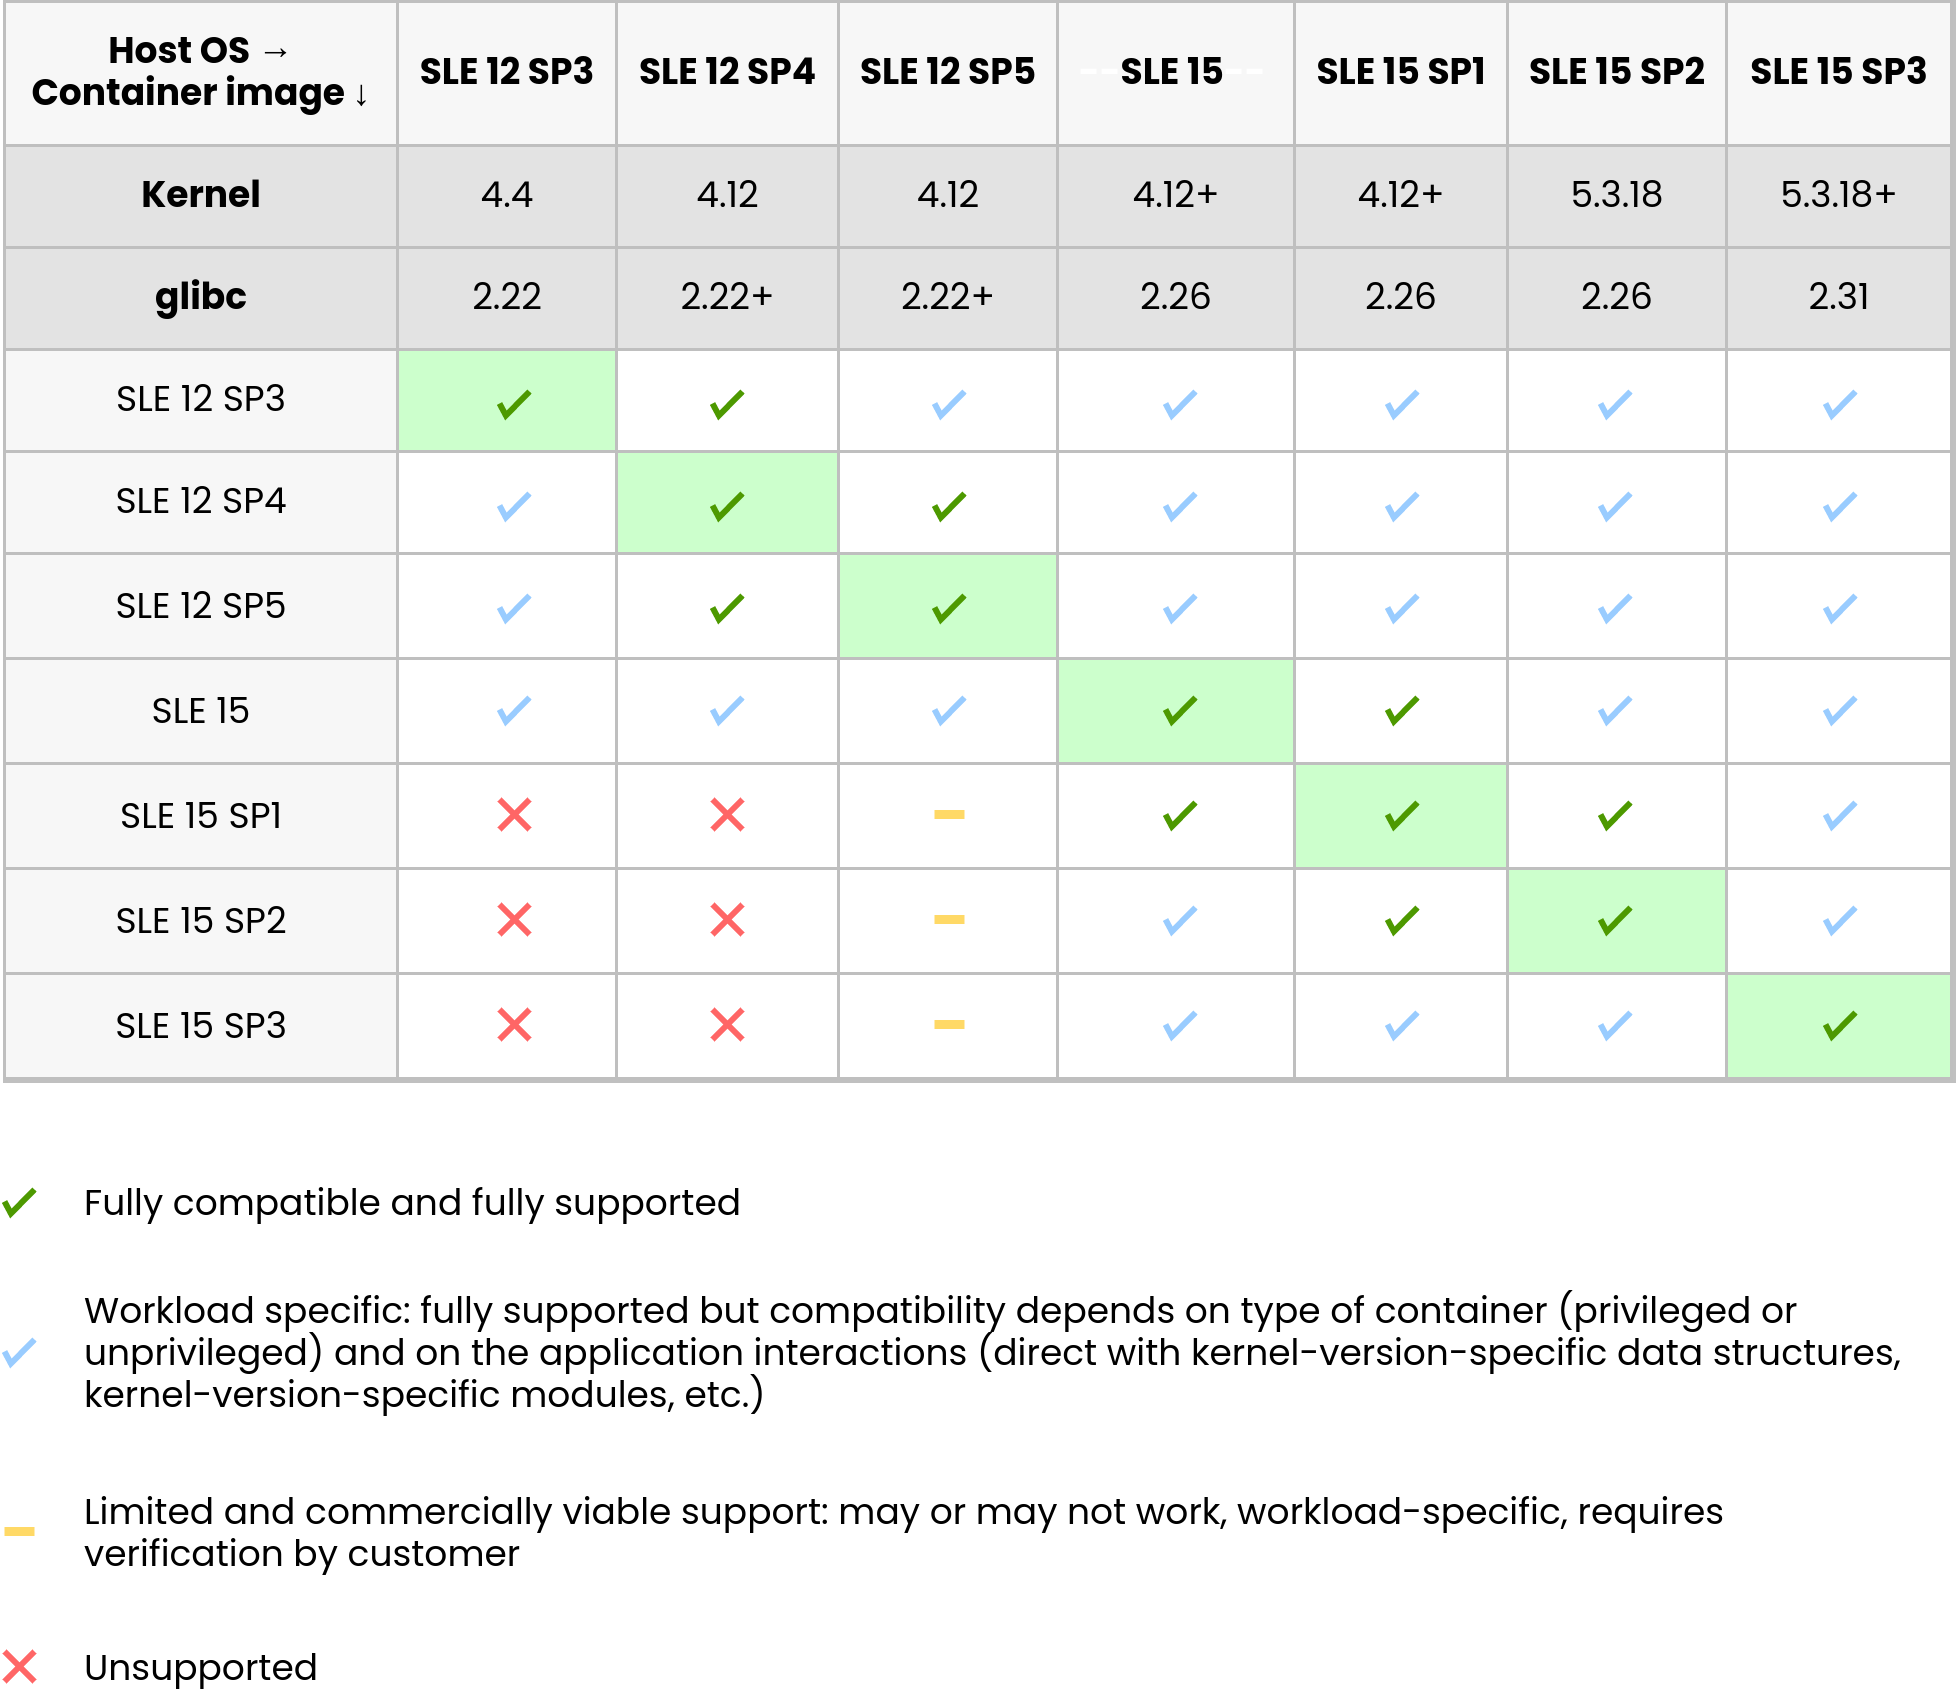 Host OS →
Container image ↓
SLE 12 SP3
SLE 12 SP4
SLE 12 SP5
--SLE 15--
SLE 15 SP1
SLE 15 SP2
SLE 15 SP3
Kernel
4.4
4.12
4.12
4.12+
4.12+
5.3.18
5.3.18+
glibc
2.22
2.22+
2.22+
2.26
2.26
2.26
2.31
SLE 12 SP3
SLE 12 SP4
SLE 12 SP5
SLE 15
SLE 15 SP1
SLE 15 SP2
SLE 15 SP3
Fully compatible and fully supported
Workload specific: fully supported but compatibility depends on type of container (privileged or
unprivileged) and on the application interactions (direct with kernel-version-specific data structures,
kernel-version-specific modules, etc.)
Limited and commercially viable support: may or may not work, workload-specific, requires
verification by customer
Unsupported